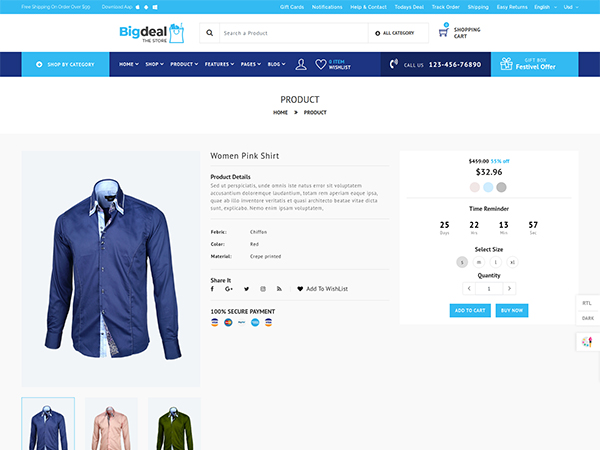 Free Shipping On Order Over $99 Download App Gift Cards Notifications Help & Contact Todays Deal Track Order Shipping Easy Returns English Usd
Bigdeal
THE STORE
Search a Product
ALL CATEGORY
SHOPPING
CART
SHOP BY CATEGORY
HOME SHOP PRODUCT FEATURES PAGES BLOG
0 ITEM
WISHLIST
CALL US 123-456-76890
GIFT BOX
Festivel Offer
PRODUCT
HOME » PRODUCT
Women Pink Shirt
Product Details
Sed ut perspiciatis, unde omnis iste natus error sit voluptatem
accusantium doloremque laudantium, totam rem aperiam eaque ipsa,
quae ab illo inventore veritatis et quasi architecto beatae vitae dicta
sunt, explicabo. Nemo enim ipsam voluptatem,
Fabric: Chiffon
Color: Red
Material: Crepe printed
Share It
Add To WishList
100% SECURE PAYMENT
$459.00 55% off
$32.96
Time Reminder
25 22 13 57
Days Hrs Min Sec
Select Size
s m l xl
Quantity
1
ADD TO CART BUY NOW
RTL
DARK